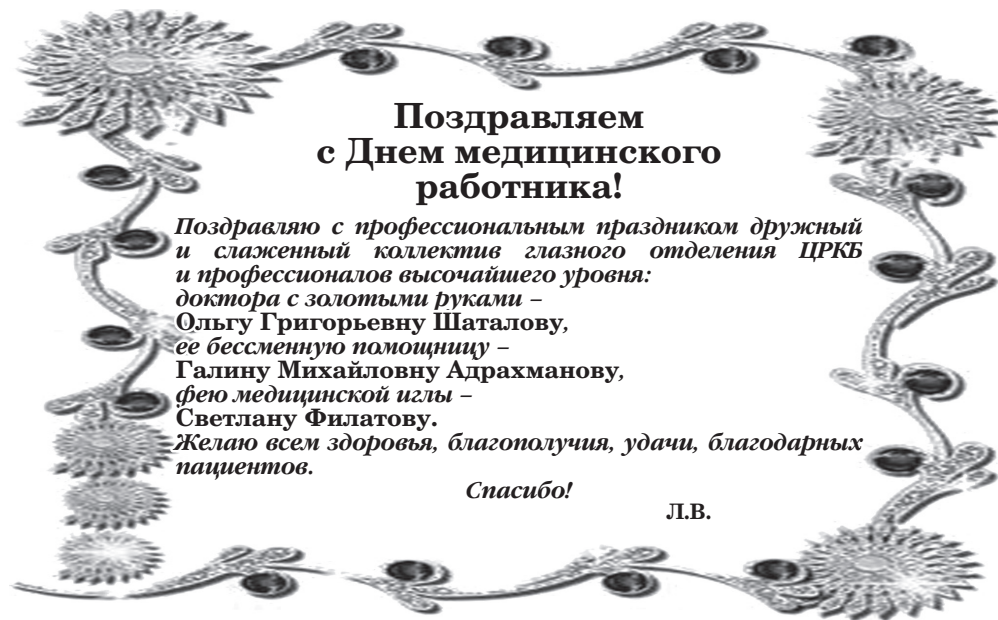 Поздравляем
с Днем медицинского
работника!
Поздравляю с профессиональным праздником дружный
и слаженный коллектив глазного отделения ЦРКБ
и профессионалов высочайшего уровня:
доктора с золотыми руками –
Ольгу Григорьевну Шаталову,
ее бессменную помощницу –
Галину Михайловну Адрахманову,
фею медицинской иглы –
Светлану Филатову.
Желаю всем здоровья, благополучия, удачи, благодарных
пациентов.
Спасибо!
Л.В.